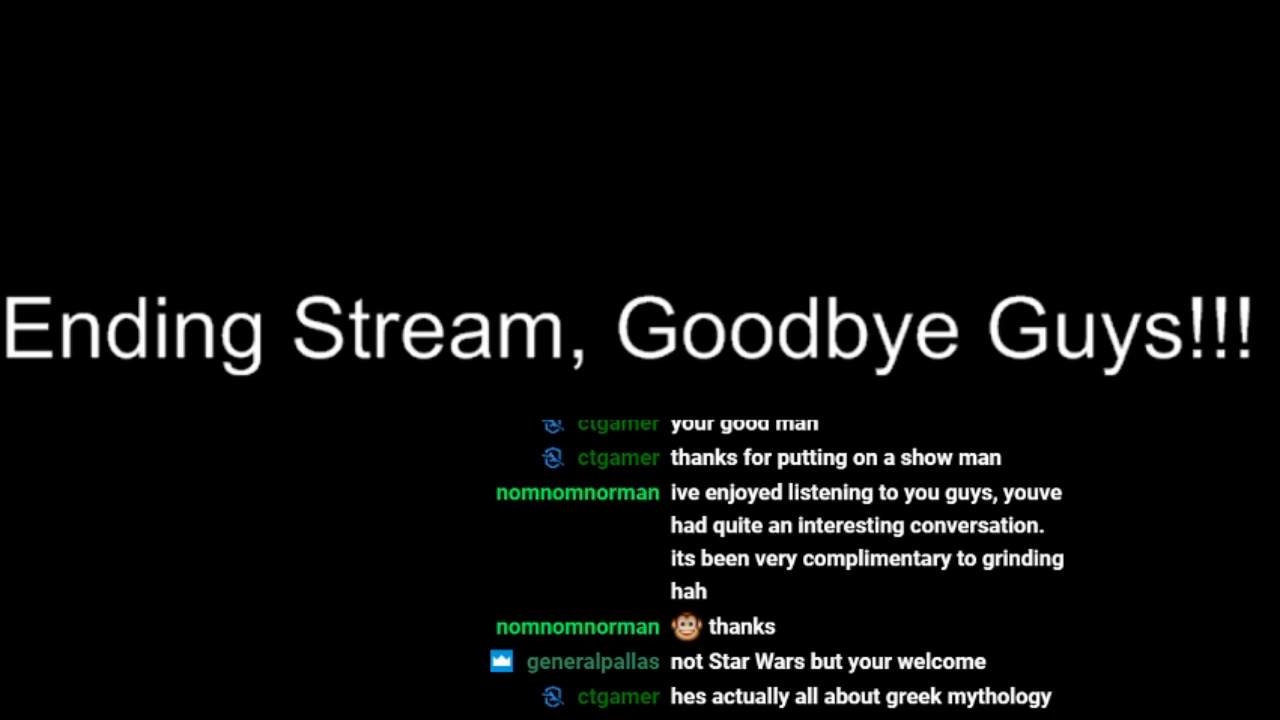 Ending Stream, Goodbye Guys!!!
ctgamer your good man
ctgamer thanks for putting on a show man
nomnomnorman ive enjoyed listening to you guys, youve
had quite an interesting conversation.
its been very complimentary to grinding
hah
nomnomnorman 🐵 thanks
generalpallas not Star Wars but your welcome
ctgamer hes actually all about greek mythology